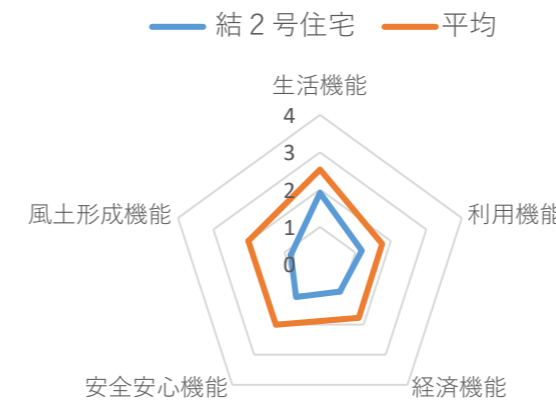 結２号住宅 平均
生活機能
4
3
2
1
0
利用機能
経済機能
安全安心機能
風土形成機能